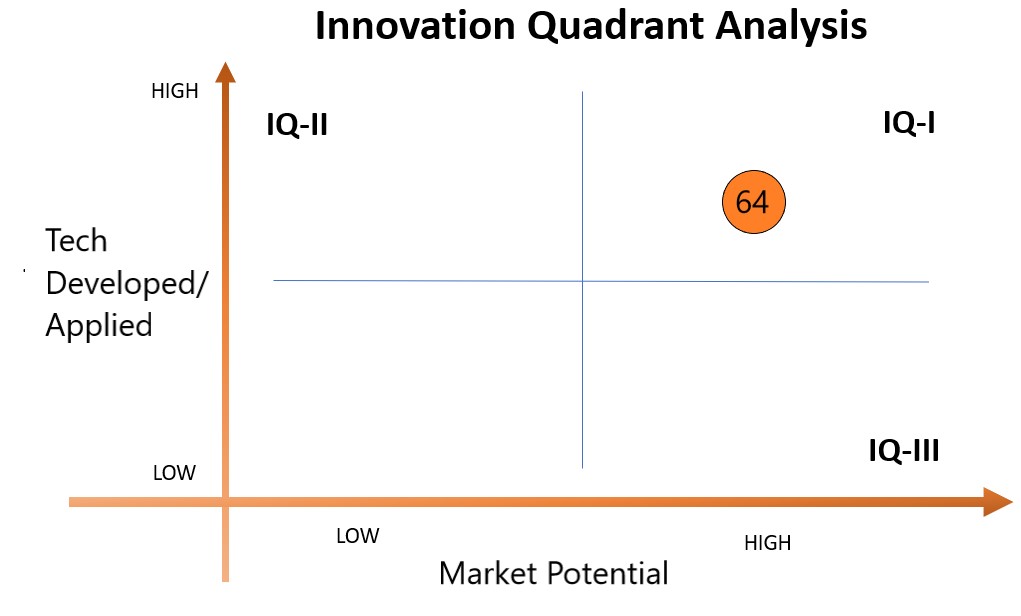 Innovation Quadrant Analysis
HIGH
IQ-II
IQ-I
64
Tech
Developed/
Applied
IQ-III
LOW
LOW
HIGH
Market Potential